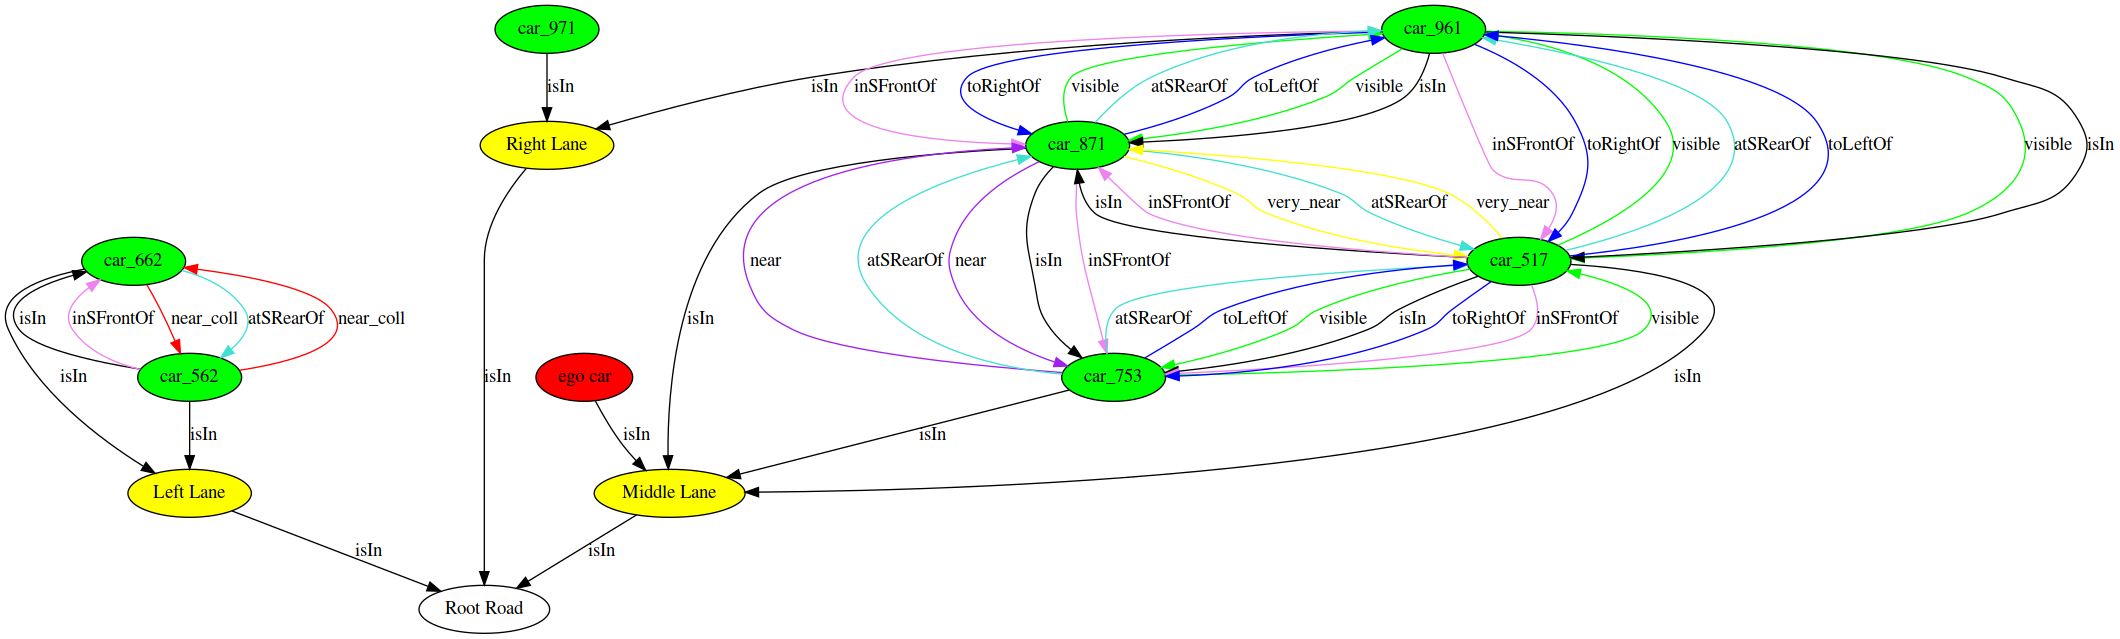 car_971
car_961
isIn
isIn
inSFrontOf
toRightOf
visible
atSRearOf
toLeftOf
visible
isIn
Right Lane
car_871
inSFrontOf
toRightOf
visible
atSRearOf
toLeftOf
visible
isIn
isIn
inSFrontOf
very_near
atSRearOf
very_near
car_662
near
atSRearOf
near
isIn
inSFrontOf
car_517
isIn
inSFrontOf
near_coll
atSRearOf
near_coll
isIn
atSRearOf
toLeftOf
visible
isIn
toRightOf
inSFrontOf
visible
isIn
car_562
isIn
ego car
car_753
isIn
isIn
isIn
isIn
Left Lane
Middle Lane
isIn
isIn
Root Road